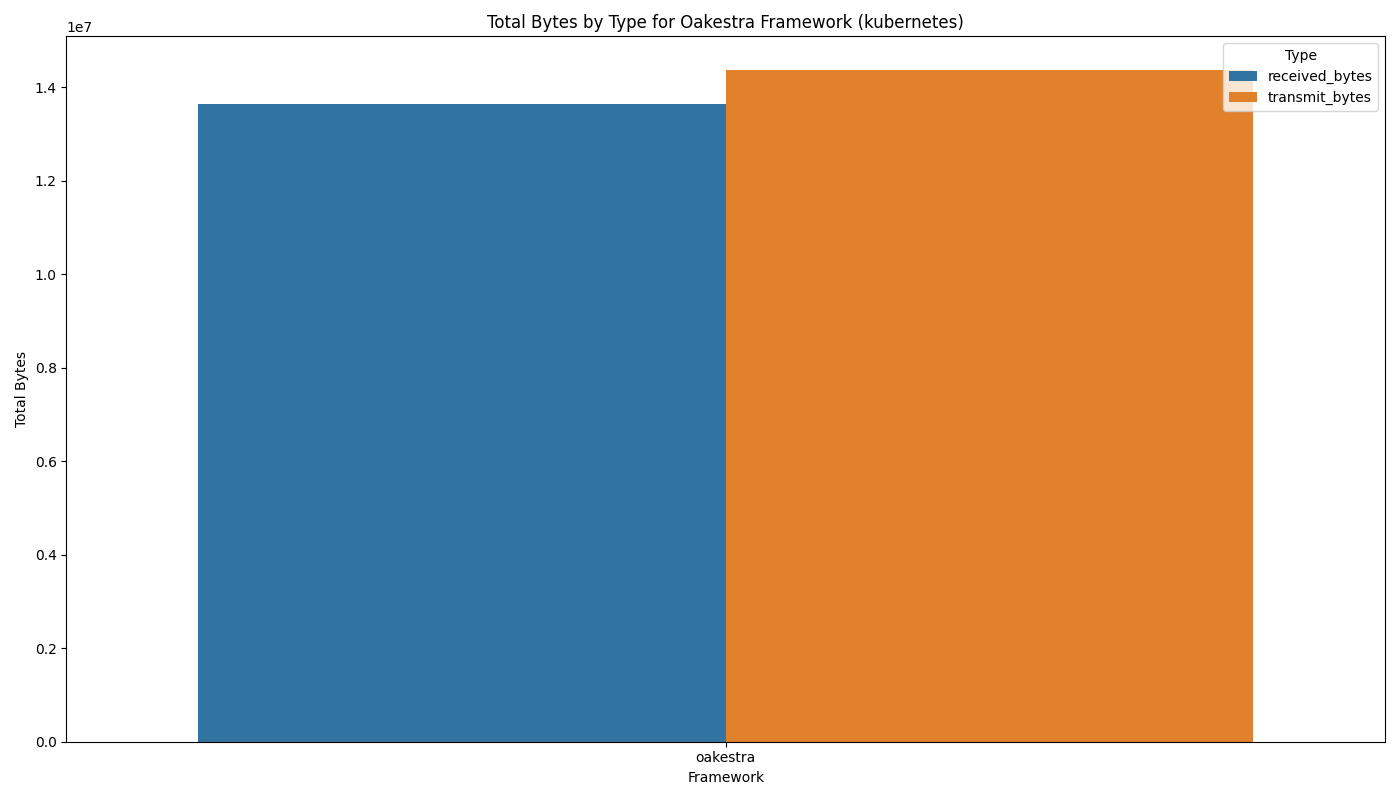 Total Bytes by Type for Oakestra Framework (kubernetes)
1e7
Type
received_bytes
transmit_bytes
1.4
1.2
1.0
0.8
0.6
0.4
0.2
0.0
Total Bytes
oakestra
Framework